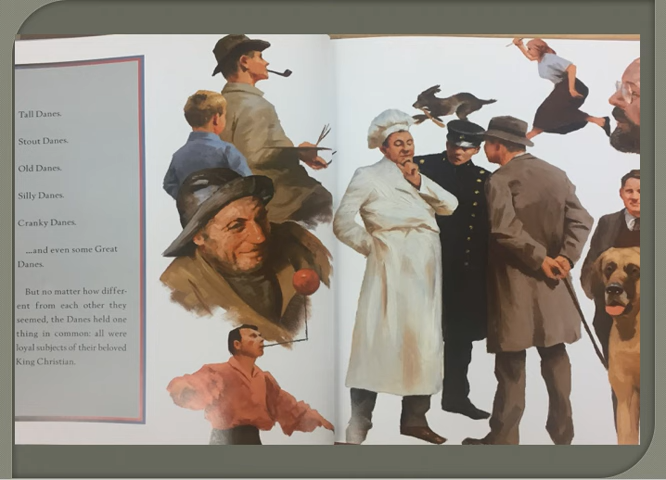 Tall Danes.
Stout Danes.
Old Danes.
Silly Danes.
Cranky Danes.
...and even some Great
Danes.
But no matter how differ-
ent from each other they
seemed, the Danes held one
thing in common: all were
loyal subjects of their beloved
King Christian.